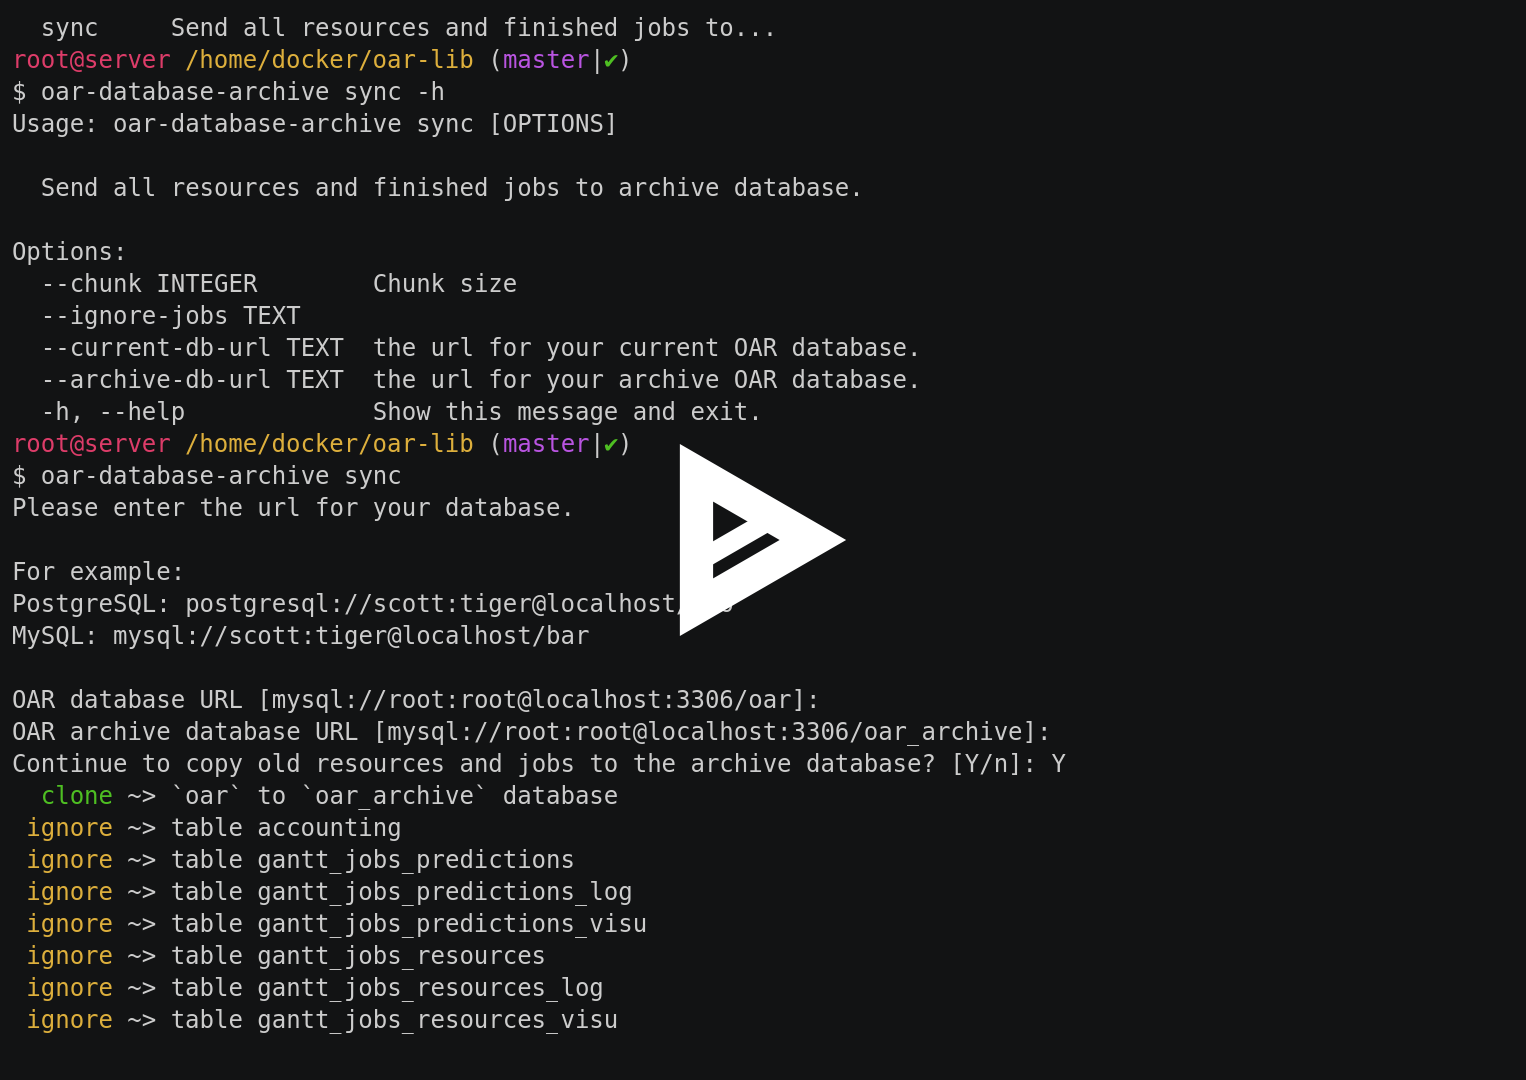 sync     Send all resources and finished jobs to...
root@server /home/docker/oar-lib (master|✔)
$ oar-database-archive sync -h
Usage: oar-database-archive sync [OPTIONS]
Send all resources and finished jobs to archive database.
Options:
--chunk INTEGER        Chunk size
--ignore-jobs TEXT
--current-db-url TEXT  the url for your current OAR database.
--archive-db-url TEXT  the url for your archive OAR database.
-h, --help             Show this message and exit.
root@server /home/docker/oar-lib (master|✔)
$ oar-database-archive sync
Please enter the url for your database.
For example:
PostgreSQL: postgresql://scott:tiger@localhost/
MySQL: mysql://scott:tiger@localhost/bar
OAR database URL [mysql://root:root@localhost:3306/oar]:
OAR archive database URL [mysql://root:root@localhost:3306/oar_archive]:
Continue to copy old resources and jobs to the archive database? [Y/n]: Y
clone ~> `oar` to `oar_archive` database
ignore ~> table accounting
ignore ~> table gantt_jobs_predictions
ignore ~> table gantt_jobs_predictions_log
ignore ~> table gantt_jobs_predictions_visu
ignore ~> table gantt_jobs_resources
ignore ~> table gantt_jobs_resources_log
ignore ~> table gantt_jobs_resources_visu